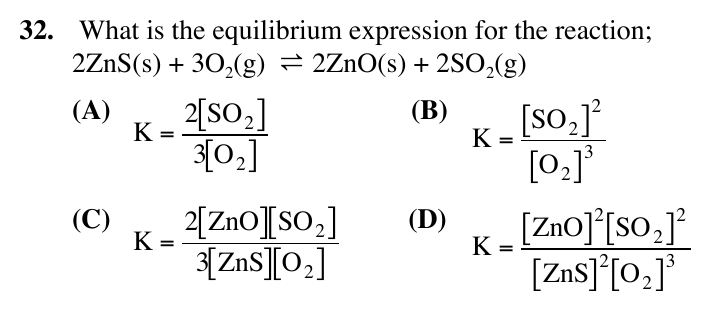 32. What is the equilibrium expression for the reaction;
2ZnS(s) + 3O₂(g) ⇌ 2ZnO(s) + 2SO₂(g)
(A) K = 2[SO₂] / 3[O₂] (B) K = [SO₂]² / [O₂]³
(C) K = 2[ZnO][SO₂] / 3[ZnS][O₂] (D) K = [ZnO]²[SO₂]² / [ZnS]²[O₂]³